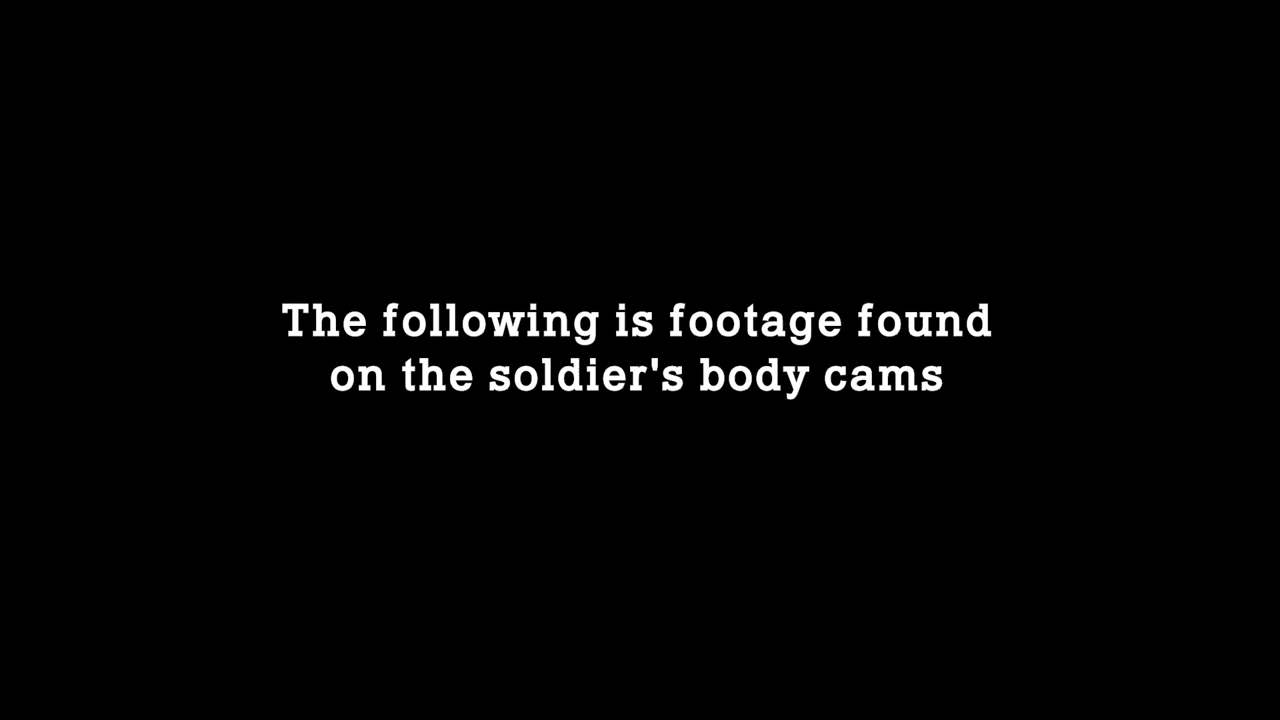 The following is footage found
on the soldier's body cams